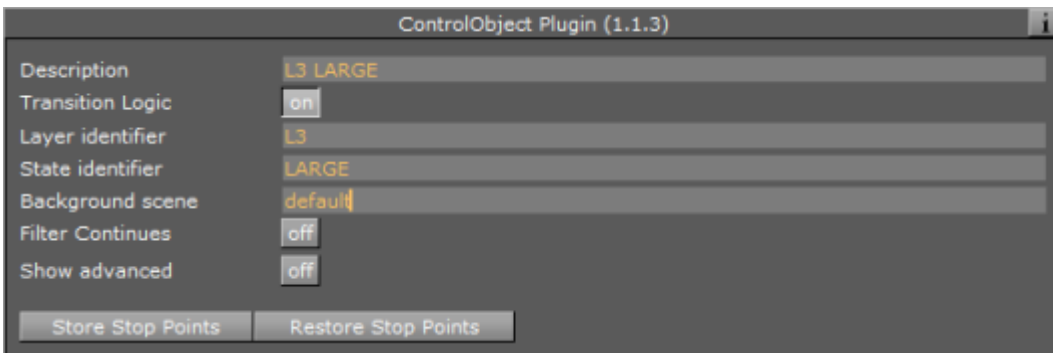 ControlObject Plugin (1.1.3) i
Description L3 LARGE
Transition Logic on
Layer identifier L3
State identifier LARGE
Background scene default
Filter Continues off
Show advanced off
Store Stop Points Restore Stop Points